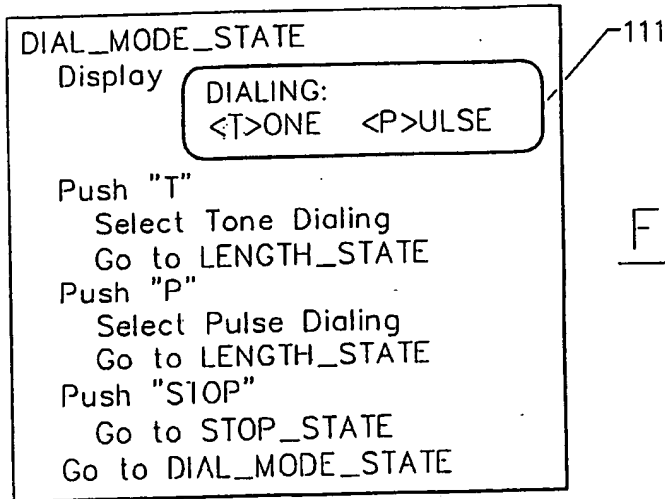 DIAL_MODE_STATE
Display
DIALING:
<T>ONE <P>ULSE
111
Push "T"
Select Tone Dialing
Go to LENGTH_STATE
Push "P"
Select Pulse Dialing
Go to LENGTH_STATE
Push "STOP"
Go to STOP_STATE
Go to DIAL_MODE_STATE
F